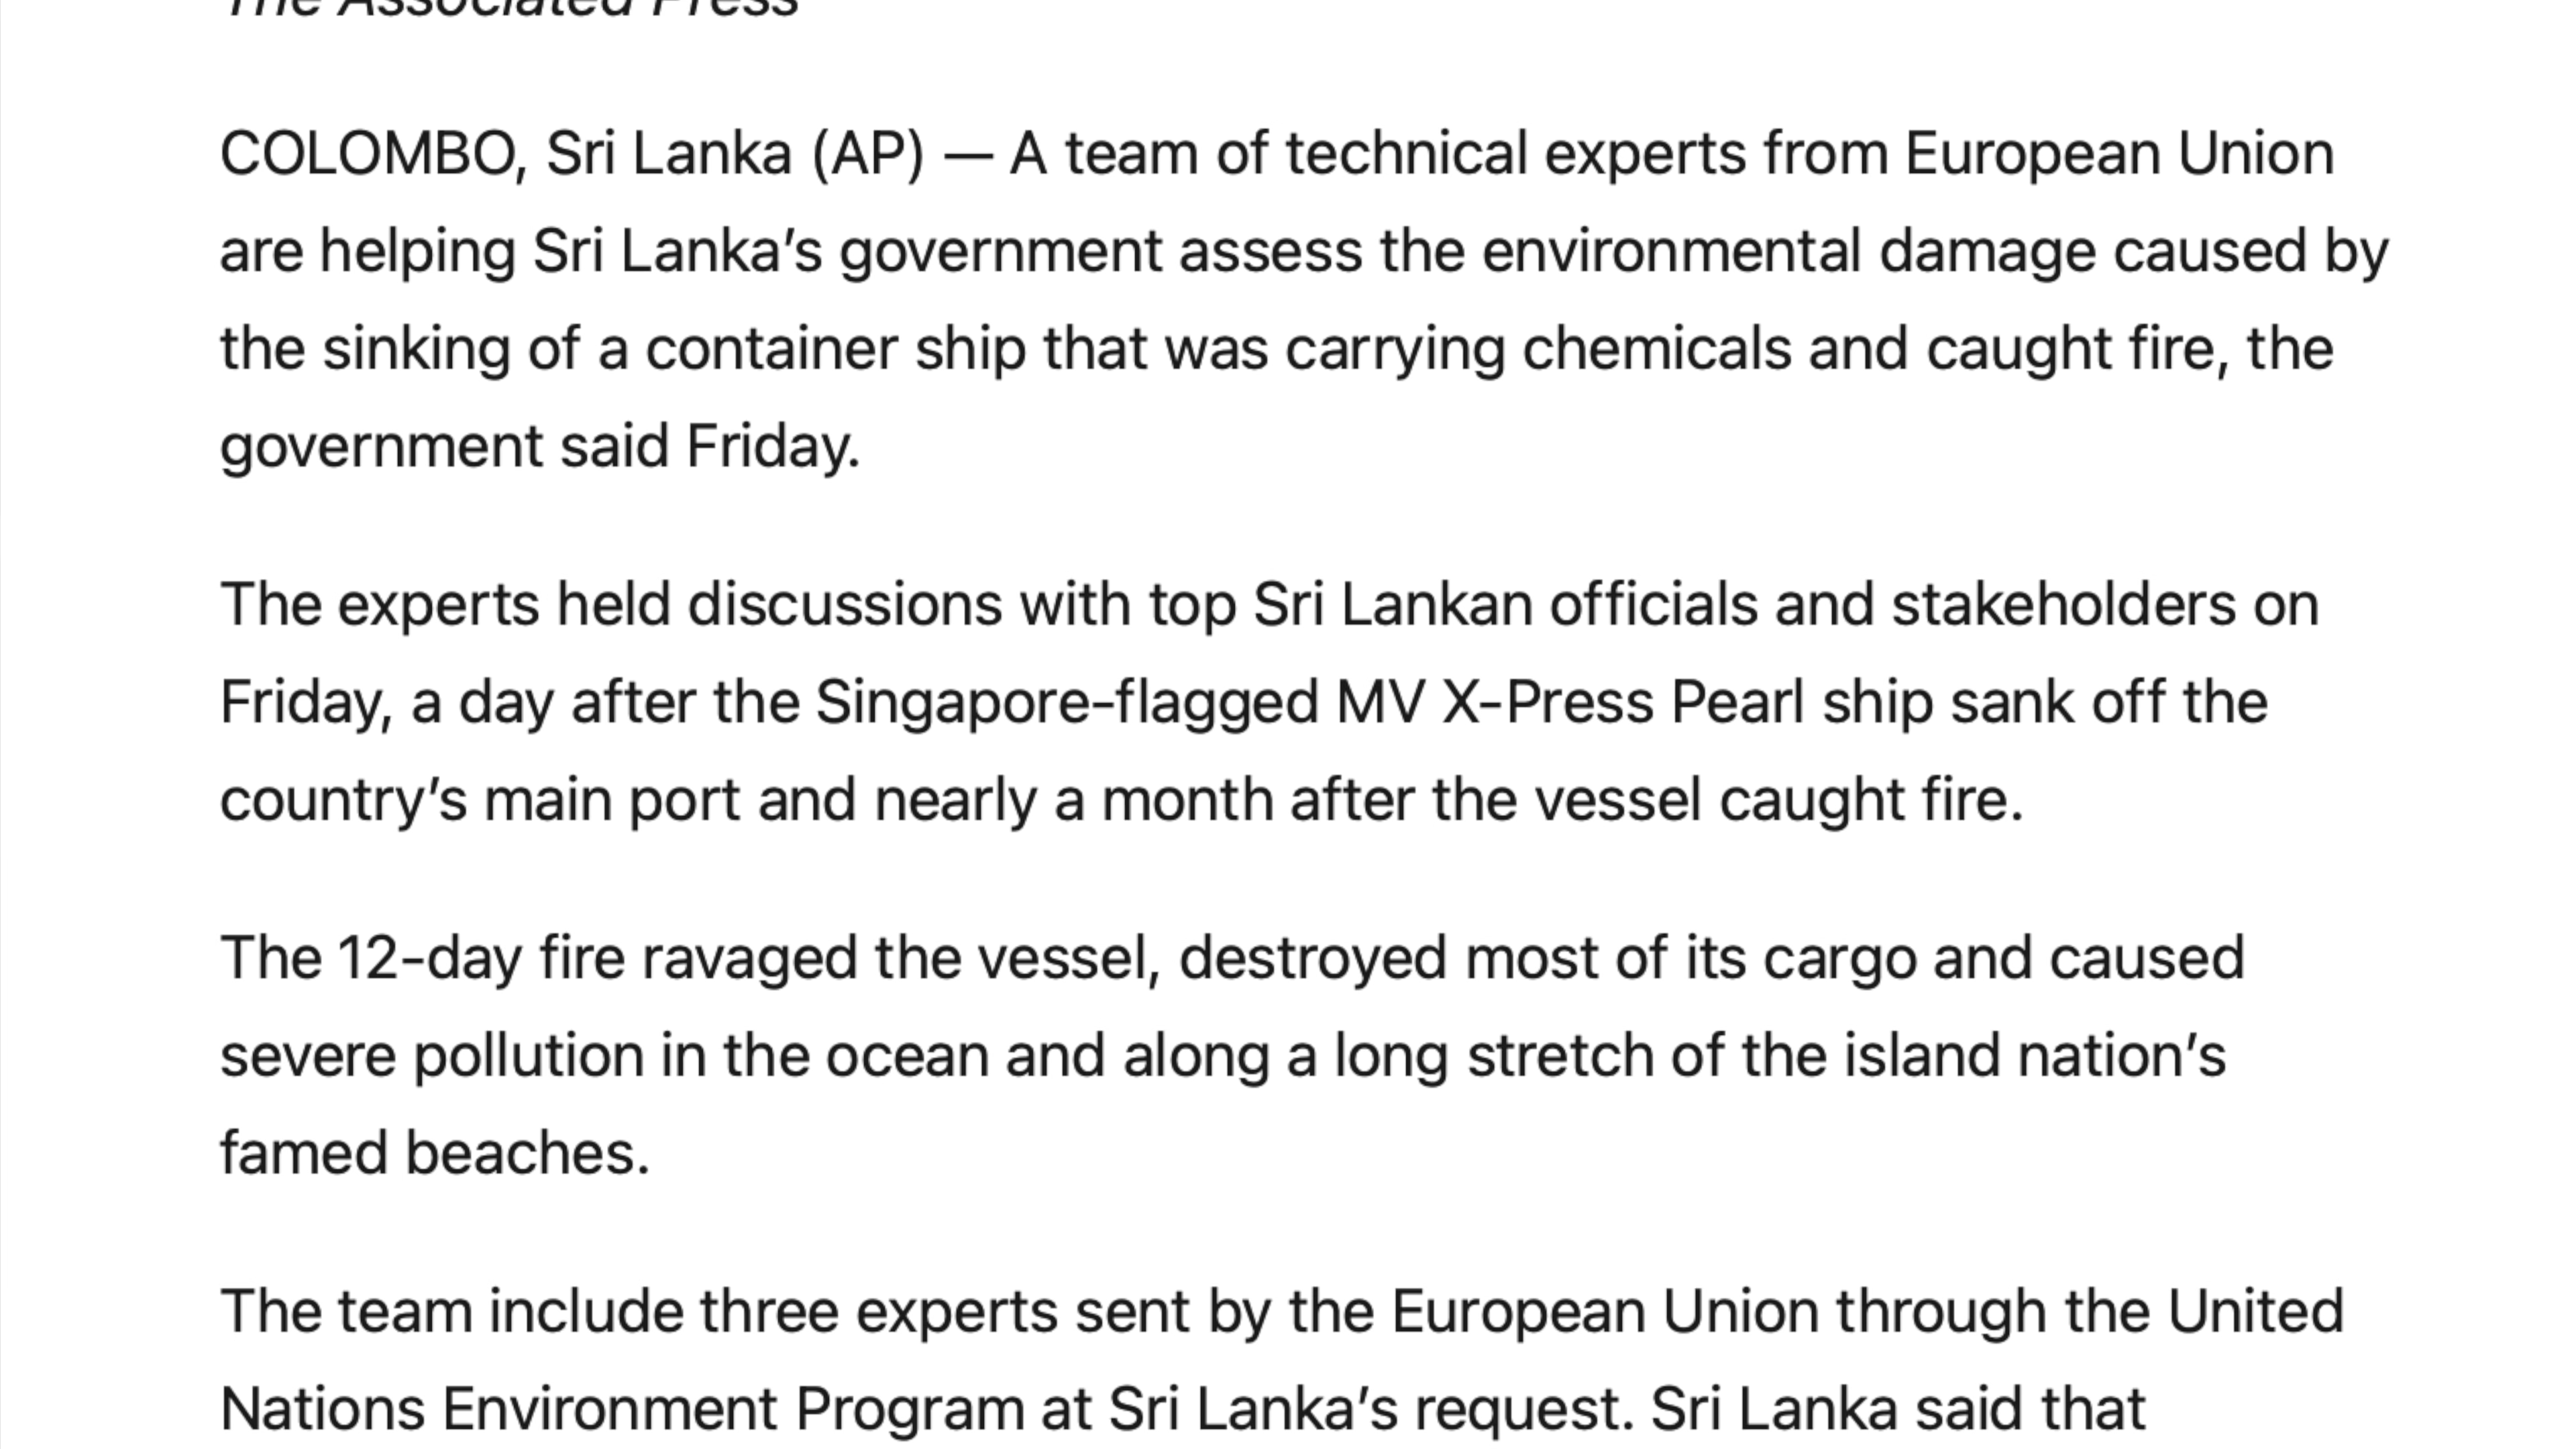 The Associated Press
COLOMBO, Sri Lanka (AP) — A team of technical experts from European Union
are helping Sri Lanka’s government assess the environmental damage caused by
the sinking of a container ship that was carrying chemicals and caught fire, the
government said Friday.
The experts held discussions with top Sri Lankan officials and stakeholders on
Friday, a day after the Singapore-flagged MV X-Press Pearl ship sank off the
country’s main port and nearly a month after the vessel caught fire.
The 12-day fire ravaged the vessel, destroyed most of its cargo and caused
severe pollution in the ocean and along a long stretch of the island nation’s
famed beaches.
The team include three experts sent by the European Union through the United
Nations Environment Program at Sri Lanka’s request. Sri Lanka said that